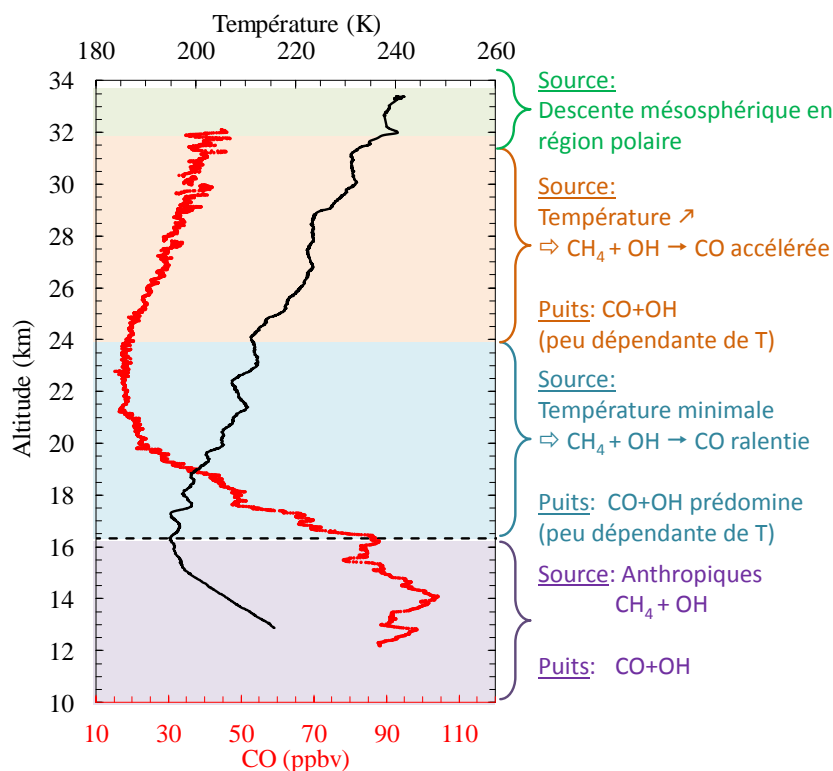 Température (K)
180 200 220 240 260
34
32
30
28
26
24
22
20
18
16
14
12
10
Altitude (km)
10 30 50 70 90 110
CO (ppbv)
Source:
Descente mésosphérique en
région polaire
Source:
Température ↗
⇨ CH₄ + OH → CO accélérée
Puits: CO+OH
(peu dépendante de T)
Source:
Température minimale
⇨ CH₄ + OH → CO ralentie
Puits: CO+OH prédomine
(peu dépendante de T)
Source: Anthropiques
CH₄ + OH
Puits: CO+OH